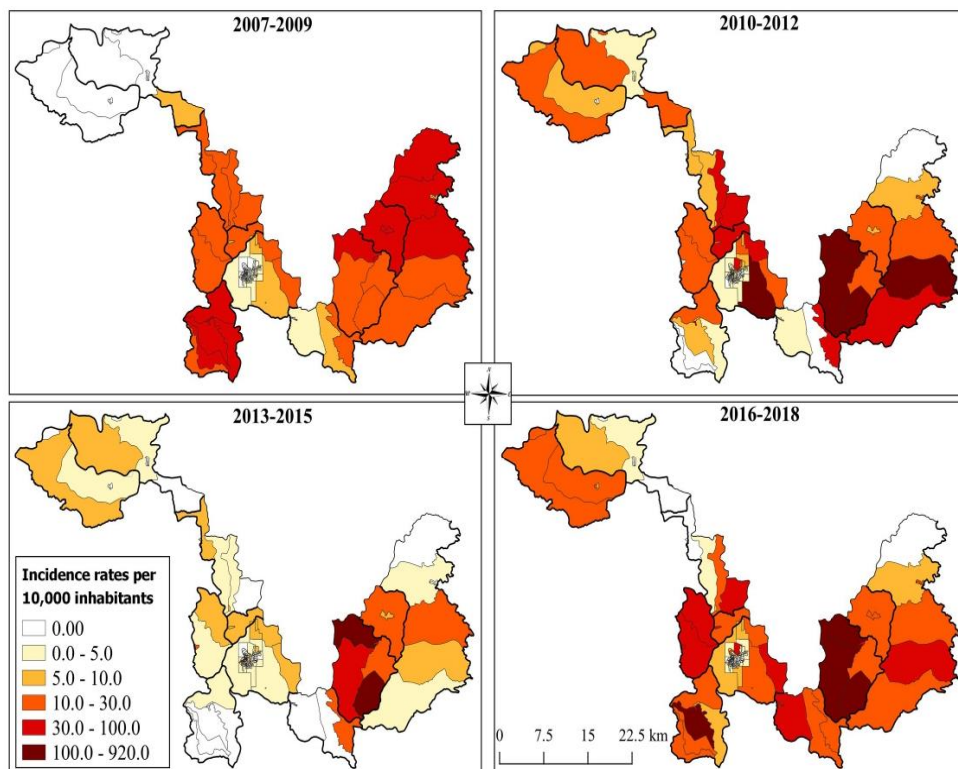 2007-2009
2010-2012
N
W E
S
2013-2015
2016-2018
Incidence rates per
10,000 inhabitants
0.00
0.0 - 5.0
5.0 - 10.0
10.0 - 30.0
30.0 - 100.0
100.0 - 920.0
0 7.5 15 22.5 km